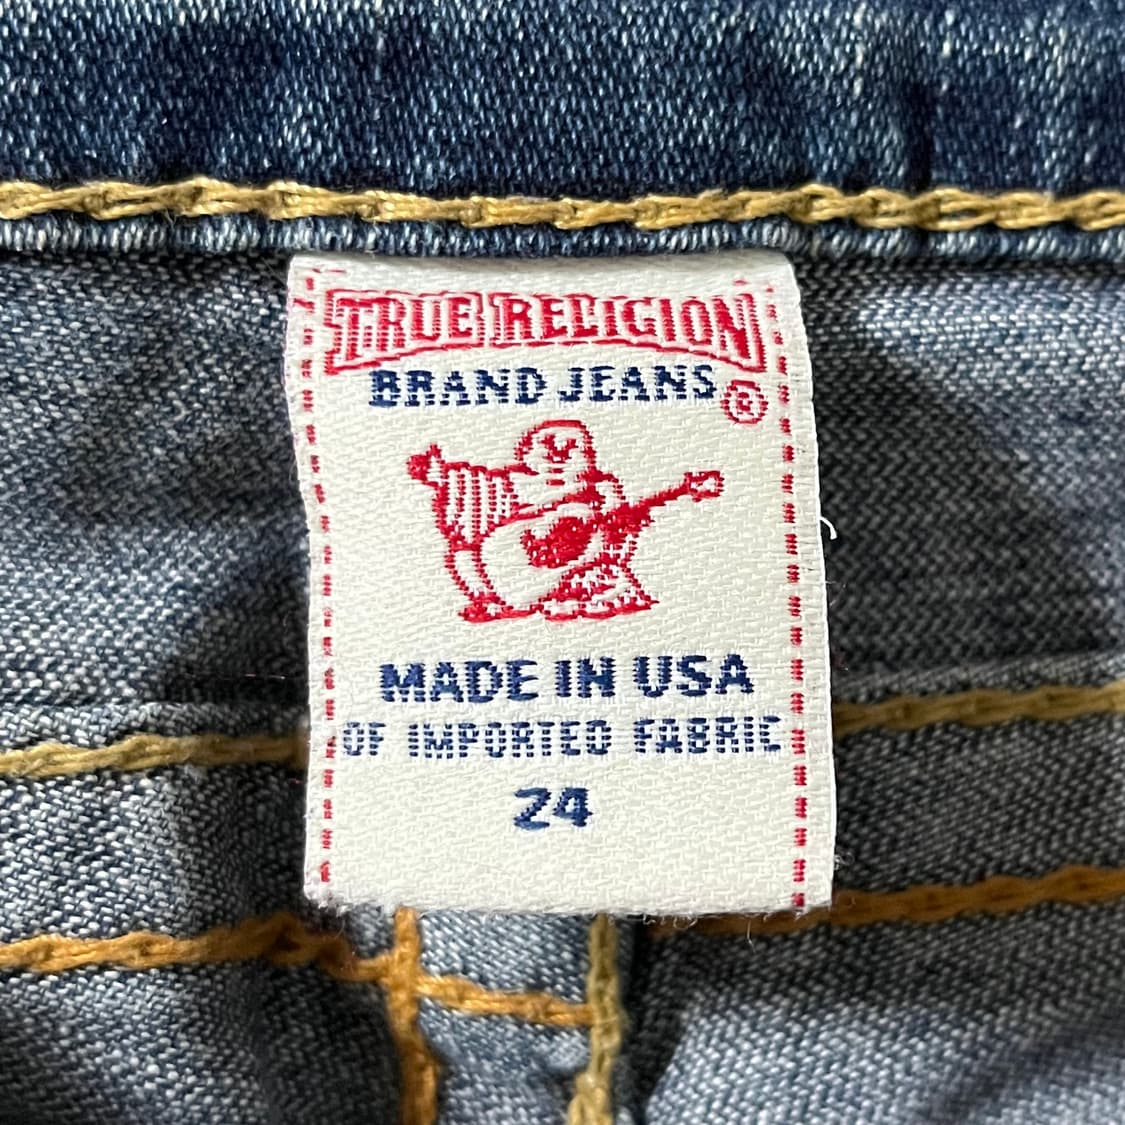 TRUE RELIGION
BRAND JEANS ®
MADE IN USA
OF IMPORTED FABRIC
24